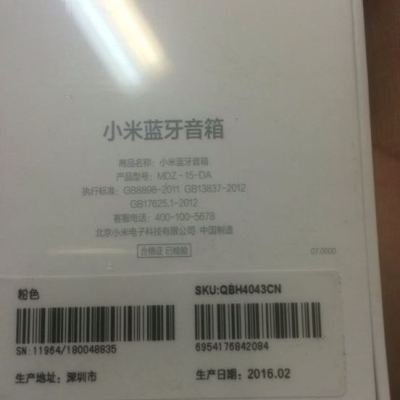 小米蓝牙音箱
商品名称：小米蓝牙音箱
产品型号：MDZ-15-DA
执行标准：GB8898-2011 GB13837-2012
GB17625.1-2012
客服电话：400-100-5678
北京小米电子科技有限公司 中国制造
合格证 已检验
07.0000
粉色
SKU:QBH4043CN
SN:11964/180048835
6954176842084
生产地址：深圳市
生产日期：2016.02